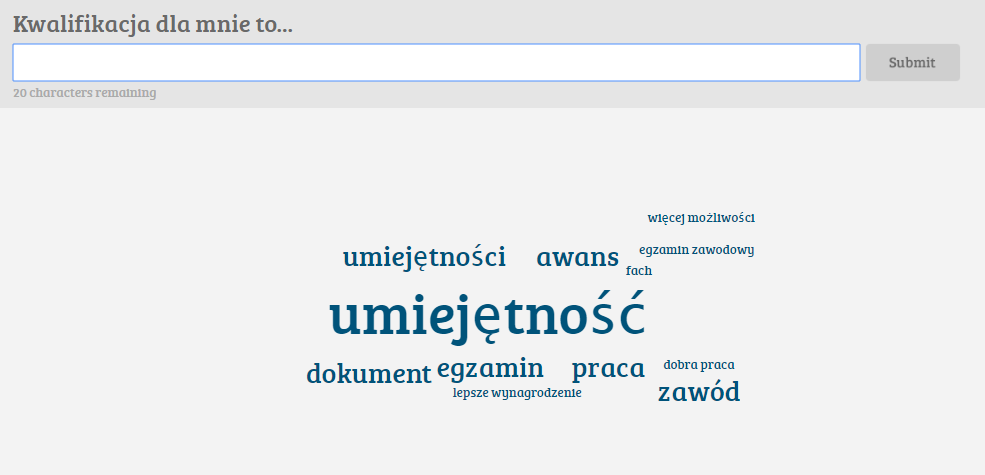 Kwalifikacja dla mnie to...
Submit
20 characters remaining
więcej możliwości
umiejętności awans egzamin zawodowy
fach
umiejętność
dokument egzamin praca dobra praca
lepsze wynagrodzenie zawód